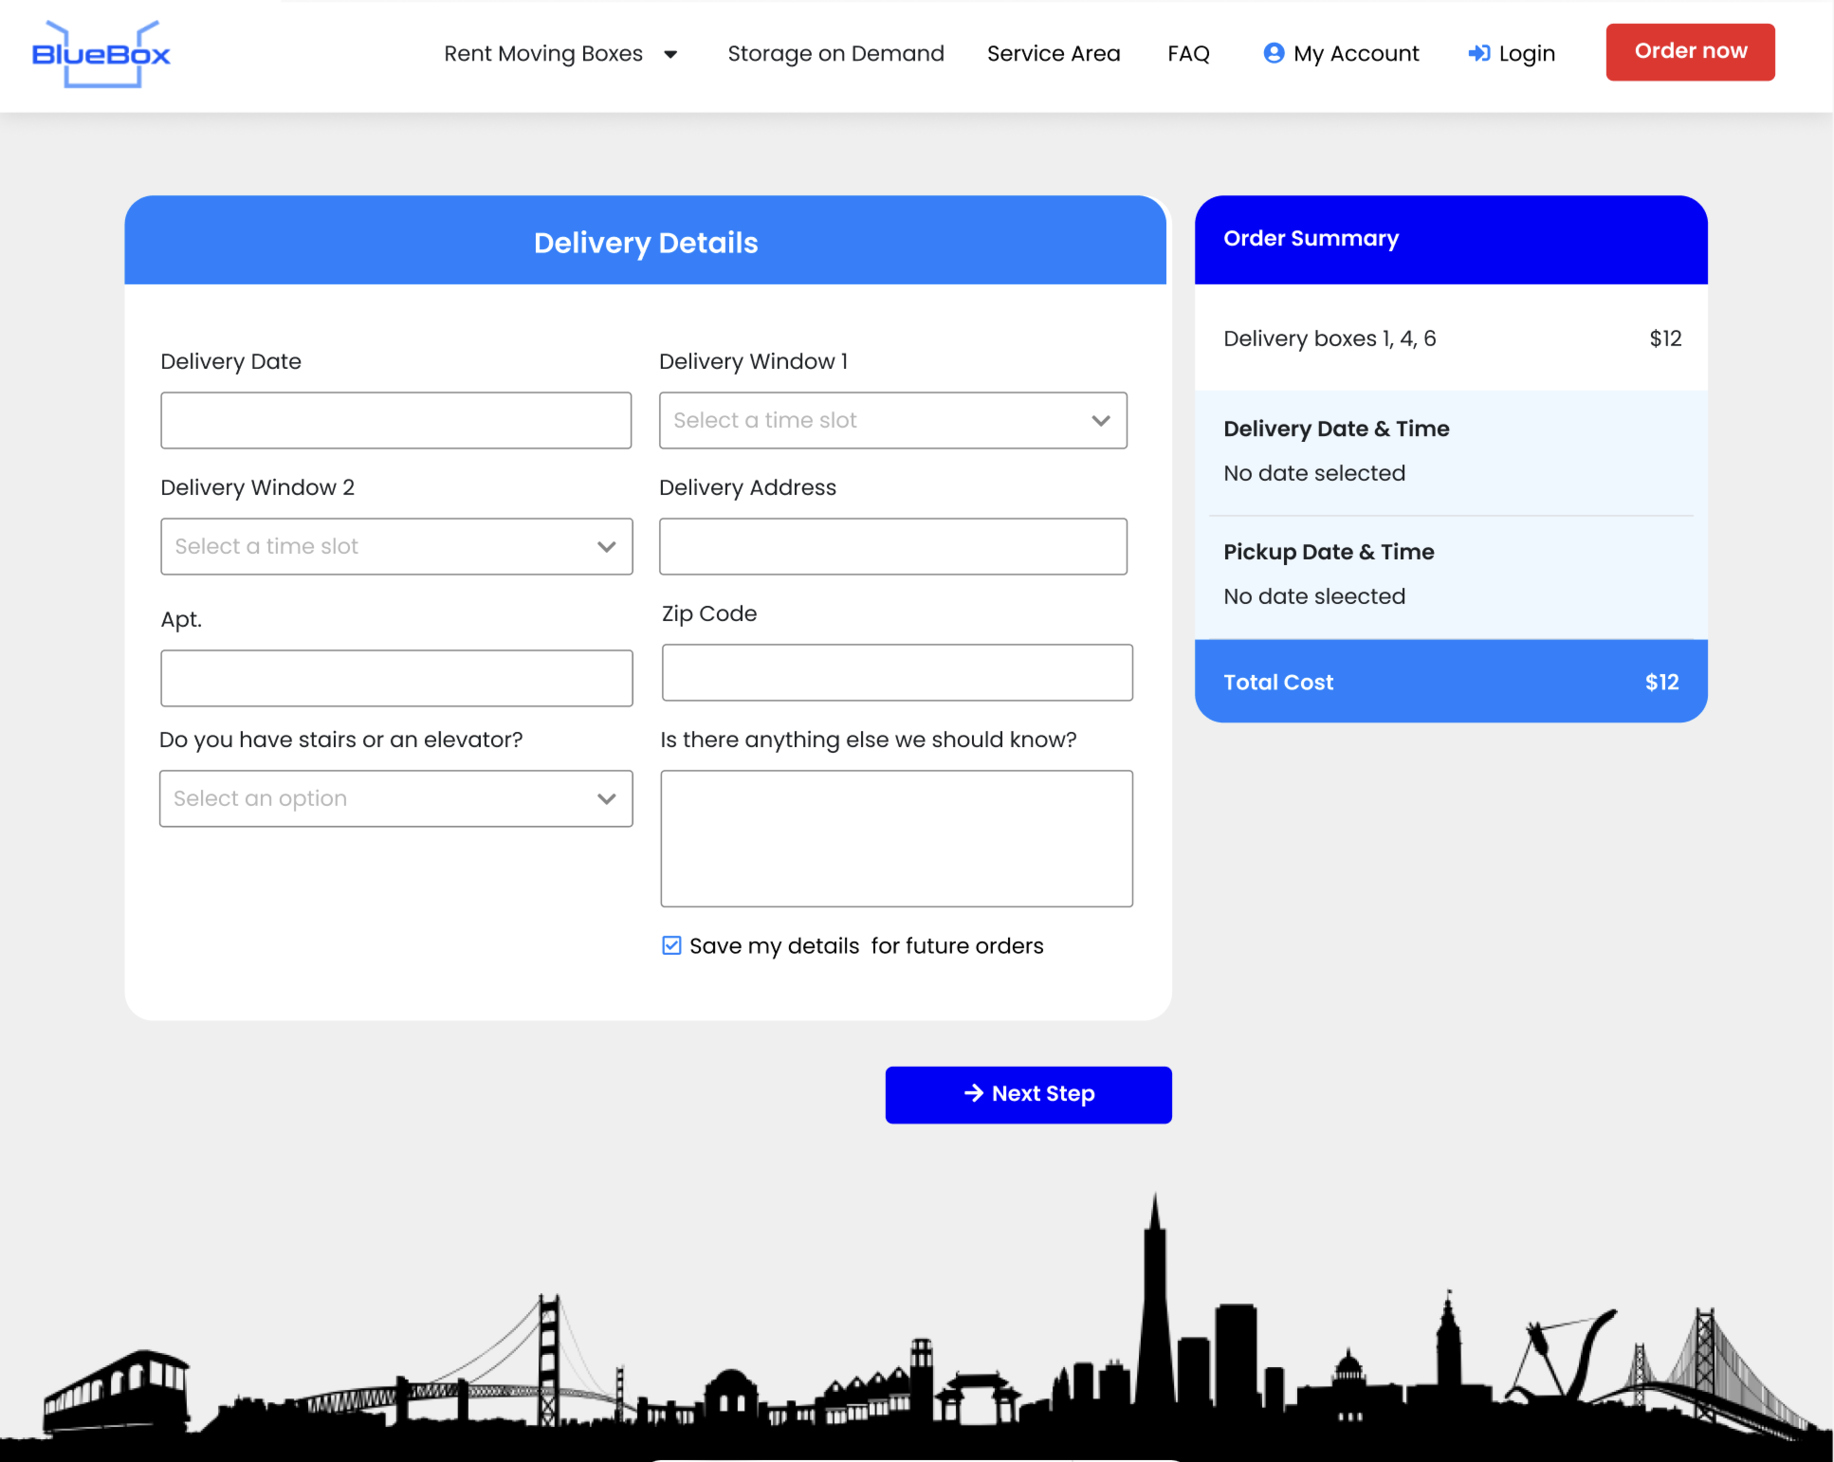 BlueBox
Rent Moving Boxes
Storage on Demand
Service Area
FAQ
My Account
Login
Order now
Delivery Details
Delivery Date
Delivery Window 1
Select a time slot
Delivery Window 2
Delivery Address
Select a time slot
Apt.
Zip Code
Do you have stairs or an elevator?
Is there anything else we should know?
Select an option
Save my details  for future orders
Next Step
Order Summary
Delivery boxes 1, 4, 6 $12
Delivery Date & Time
No date selected
Pickup Date & Time
No date sleected
Total Cost $12